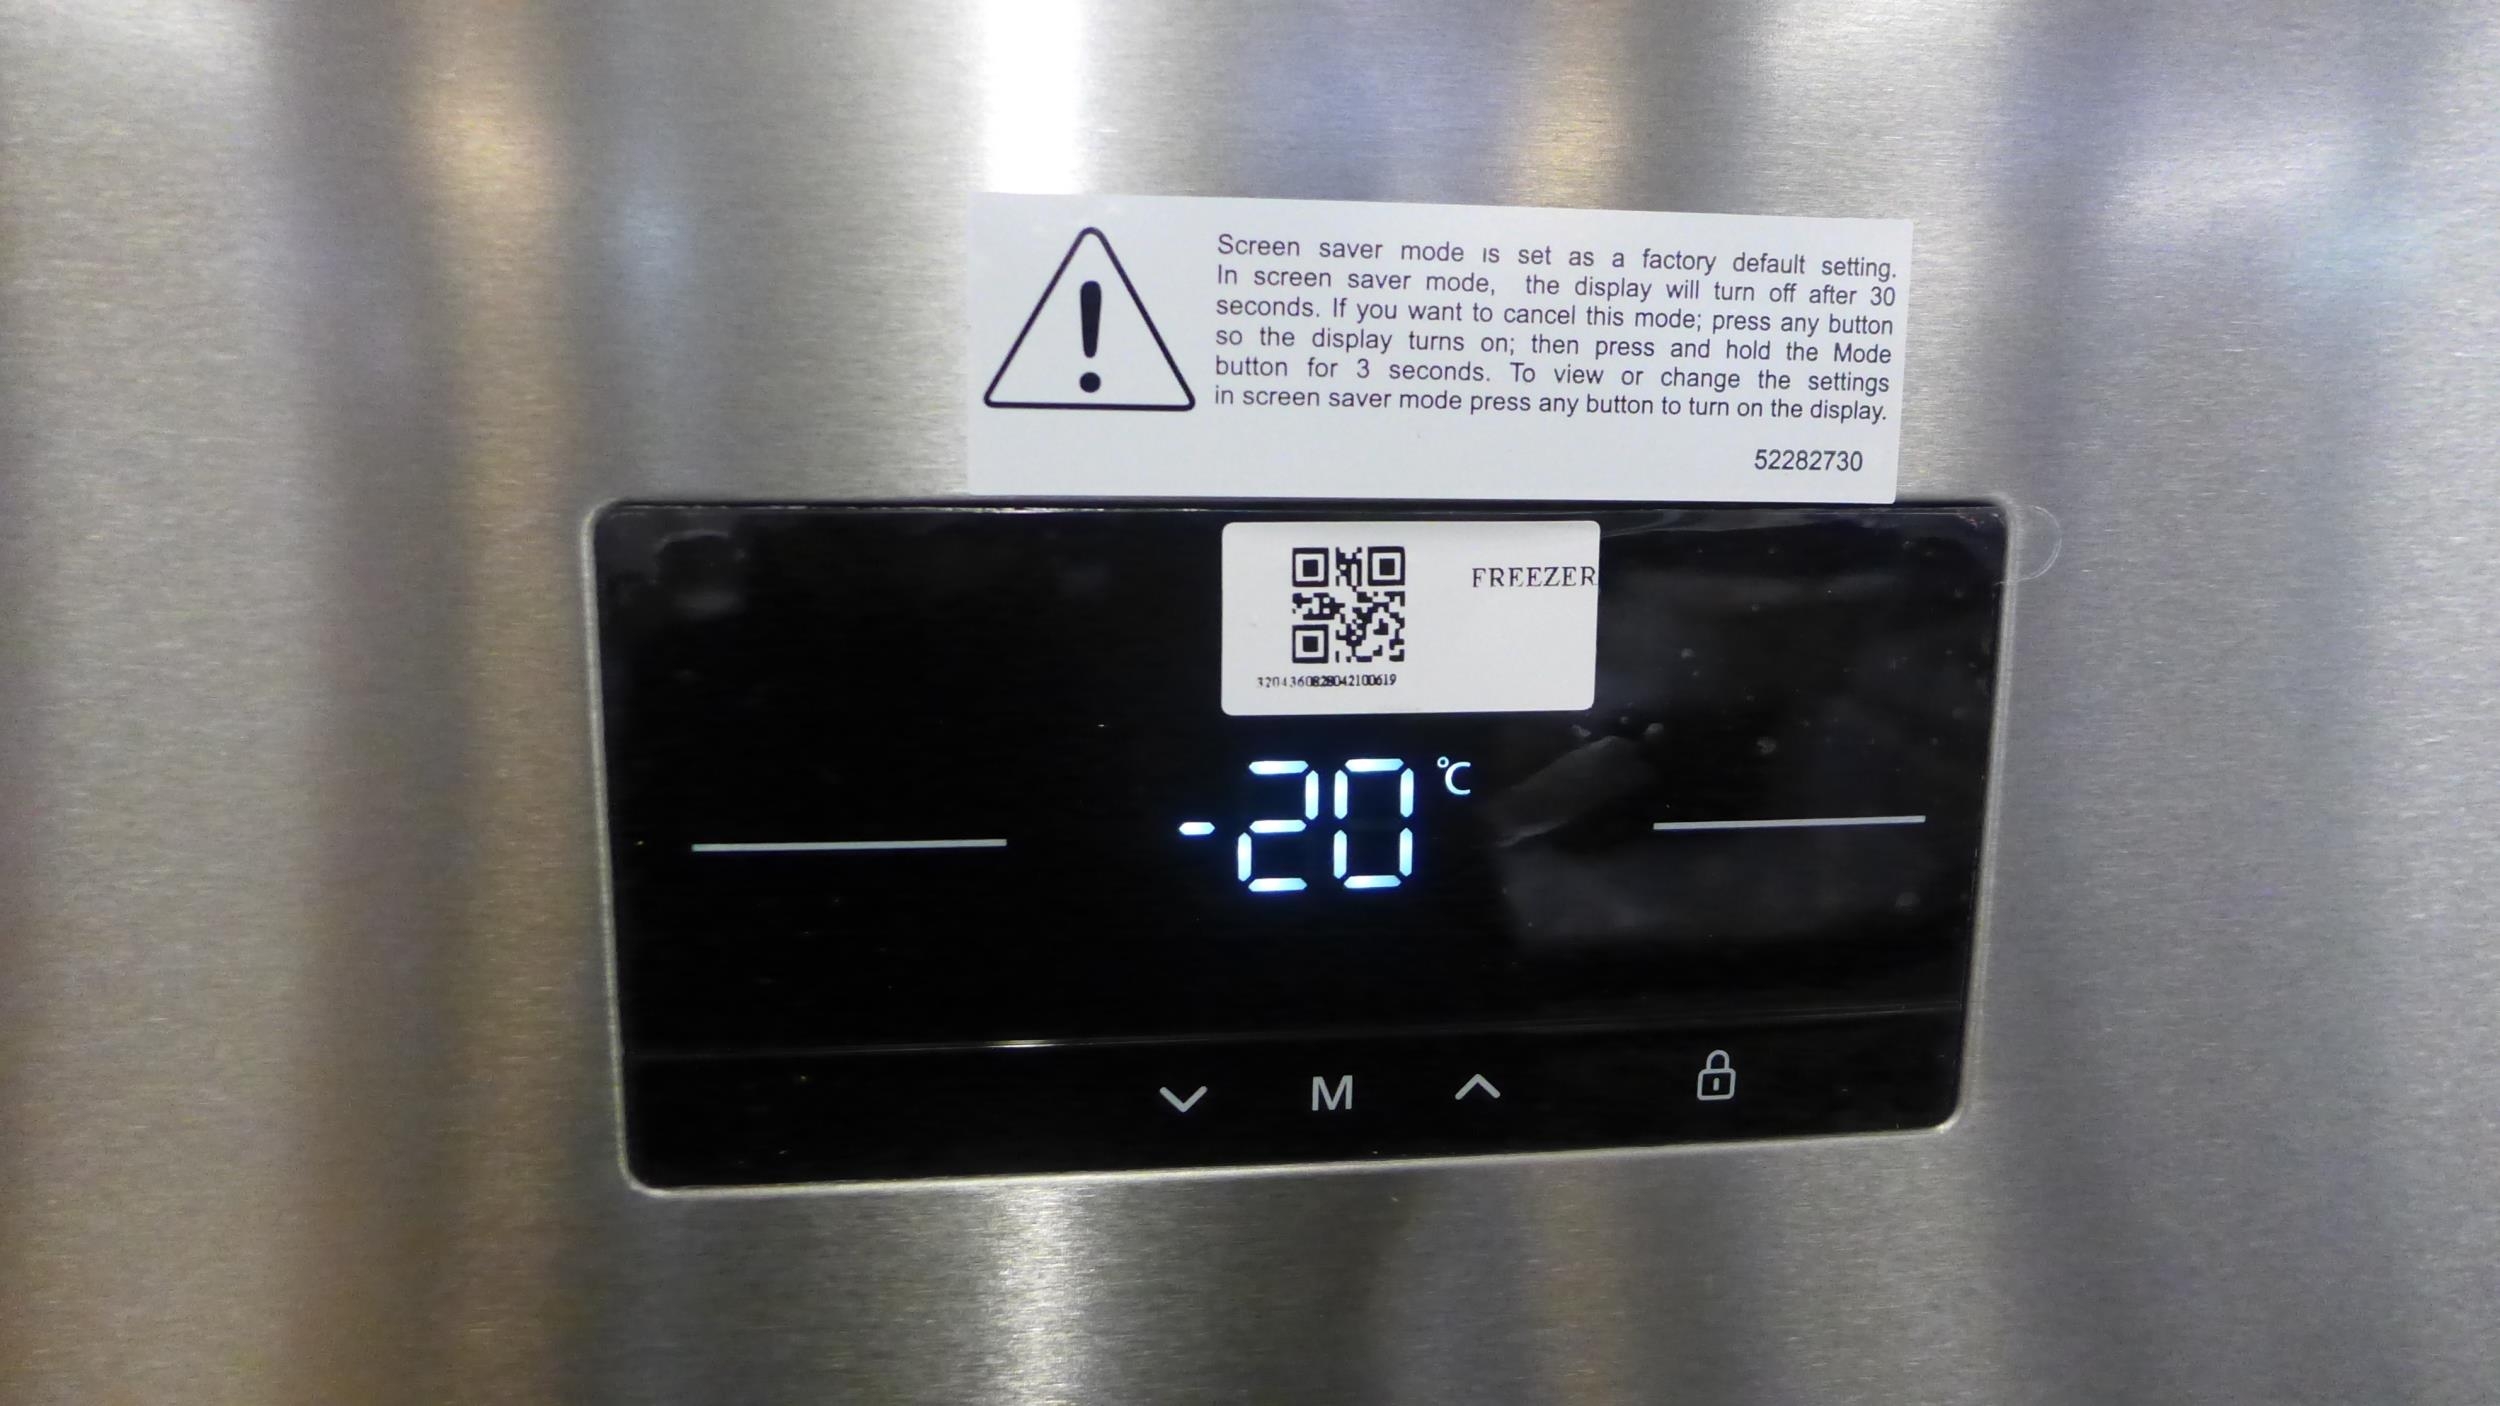 Screen saver mode is set as a factory default setting.
In screen saver mode, the display will turn off after 30
seconds. If you want to cancel this mode; press any button
so the display turns on; then press and hold the Mode
button for 3 seconds. To view or change the settings
in screen saver mode press any button to turn on the display.
52282730
FREEZER
-20 °C
M